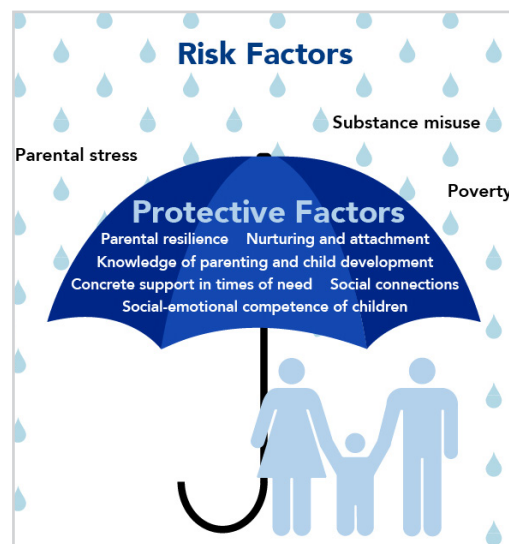 Risk Factors
Substance misuse
Parental stress
Poverty
Protective Factors
Parental resilience Nurturing and attachment
Knowledge of parenting and child development
Concrete support in times of need Social connections
Social-emotional competence of children